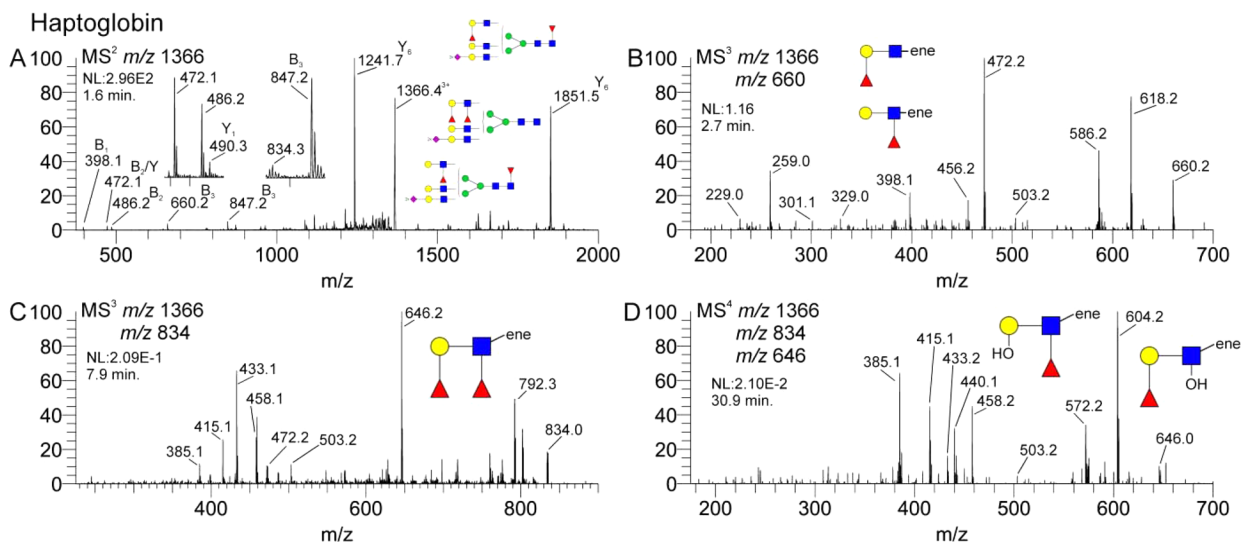 Haptoglobin
A
MS² m/z 1366
NL:2.96E2
1.6 min.
100
80
60
40
20
0
B₁
398.1
B₂/Y
472.1
486.2
B₂
472.1
486.2
Y₁
490.3
660.2
B₃
834.3
B₃
847.2
847.2
B₃
B₃
Y₆
1241.7
1366.4³⁺
Y₆
1851.5
500
1000
1500
2000
m/z
B
MS³ m/z 1366
m/z 660
NL:1.16
2.7 min.
100
80
60
40
20
0
ene
ene
229.0
259.0
301.1
329.0
398.1
456.2
472.2
503.2
586.2
618.2
660.2
200
300
400
500
600
700
m/z
C
MS³ m/z 1366
m/z 834
NL:2.09E-1
7.9 min.
100
80
60
40
20
0
ene
385.1
415.1
433.1
458.1
472.2
503.2
646.2
792.3
834.0
400
600
800
m/z
D
MS⁴ m/z 1366
m/z 834
m/z 646
NL:2.10E-2
30.9 min.
100
80
60
40
20
0
ene
HO
ene
OH
385.1
415.1
433.2
440.1
458.2
503.2
572.2
604.2
646.0
200
300
400
500
600
700
m/z